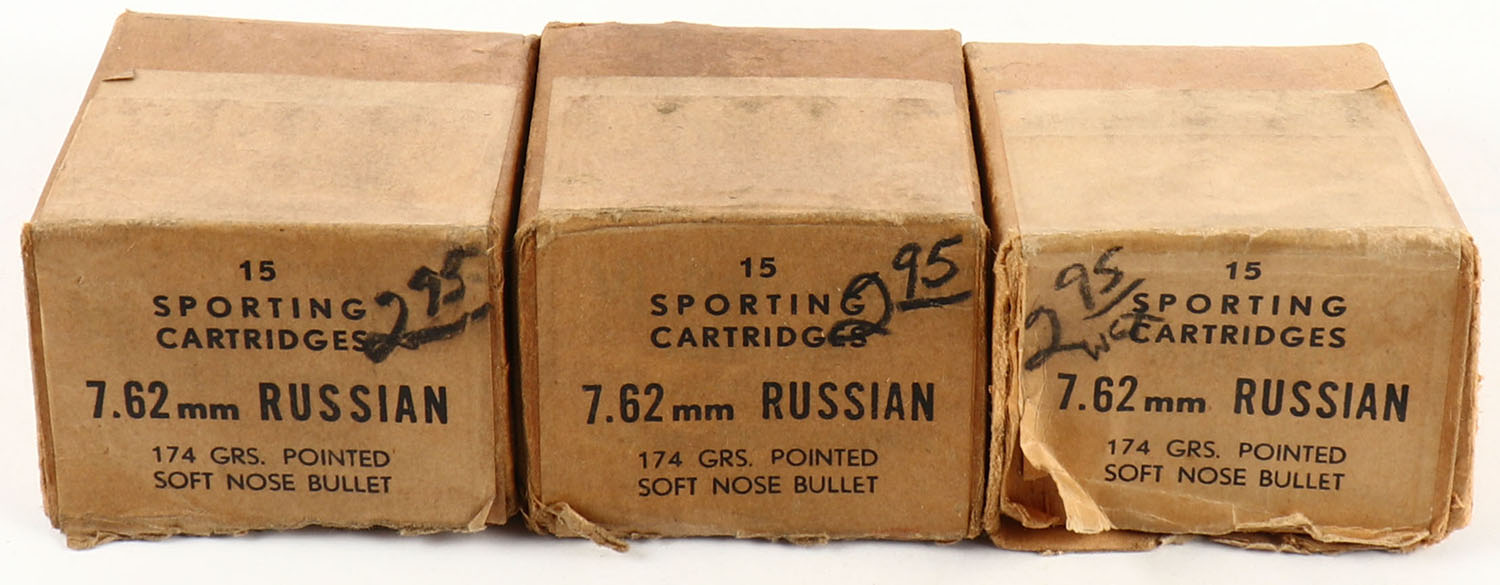 15
SPORTING
CARTRIDGES
2.95
7.62mm RUSSIAN
174 GRS. POINTED
SOFT NOSE BULLET
15
2.95
SPORTING
CARTRIDGES
7.62mm RUSSIAN
174 GRS. POINTED
SOFT NOSE BULLET
15
2.95
SPORTING
CARTRIDGES
7.62mm RUSSIAN
174 GRS. POINTED
SOFT NOSE BULLET